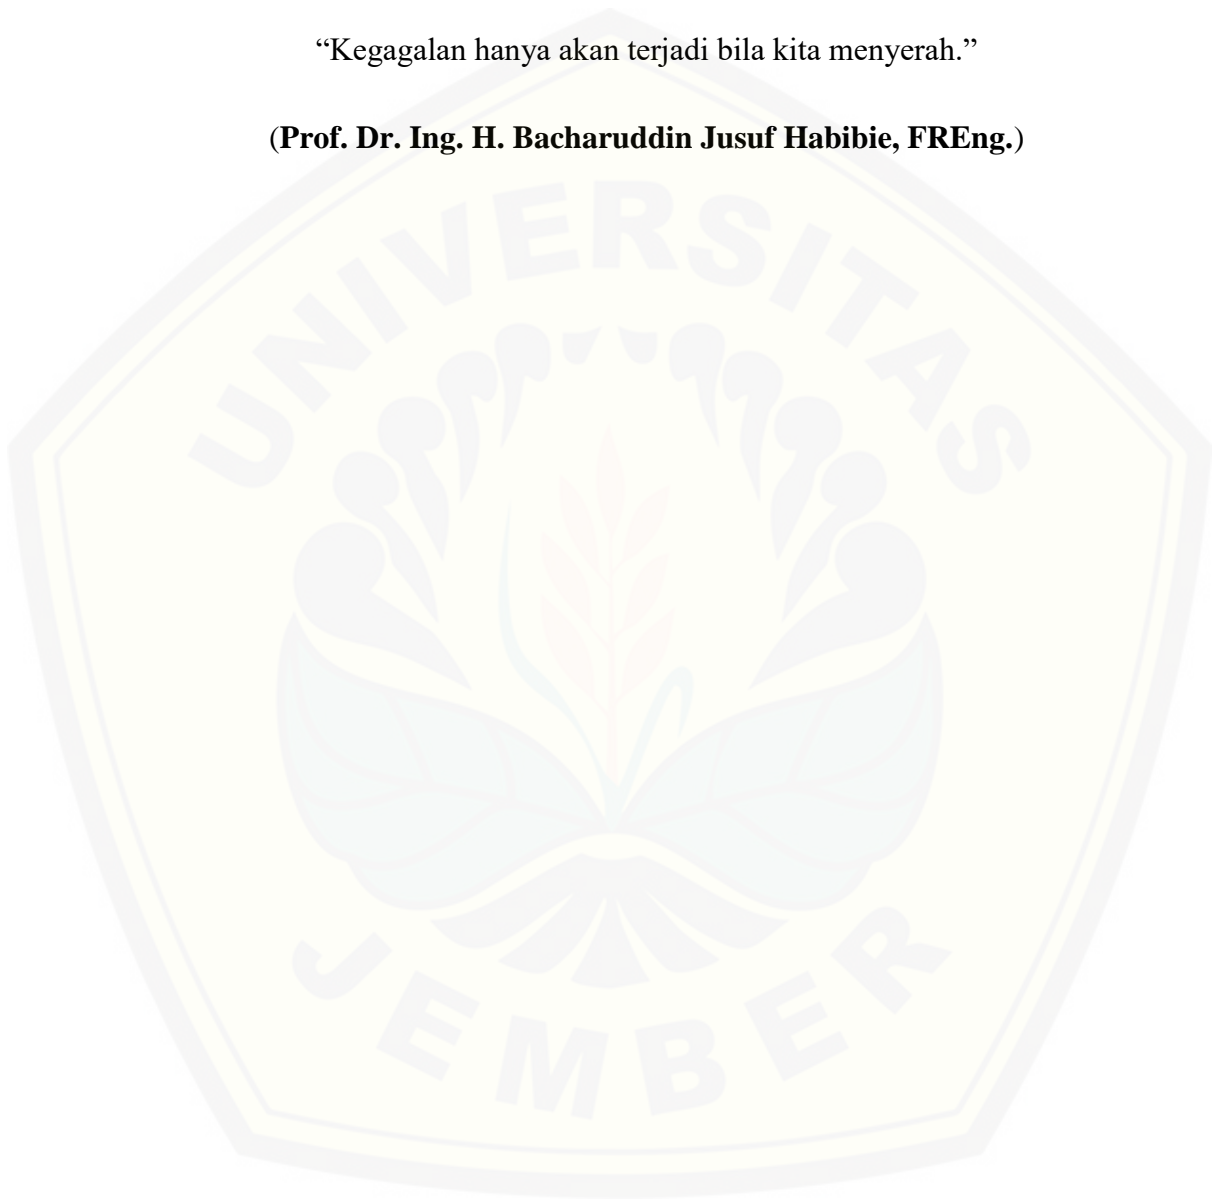 “Kegagalan hanya akan terjadi bila kita menyerah.”
(Prof. Dr. Ing. H. Bacharuddin Jusuf Habibie, FREng.)
UNIVERSITAS
JEMBER